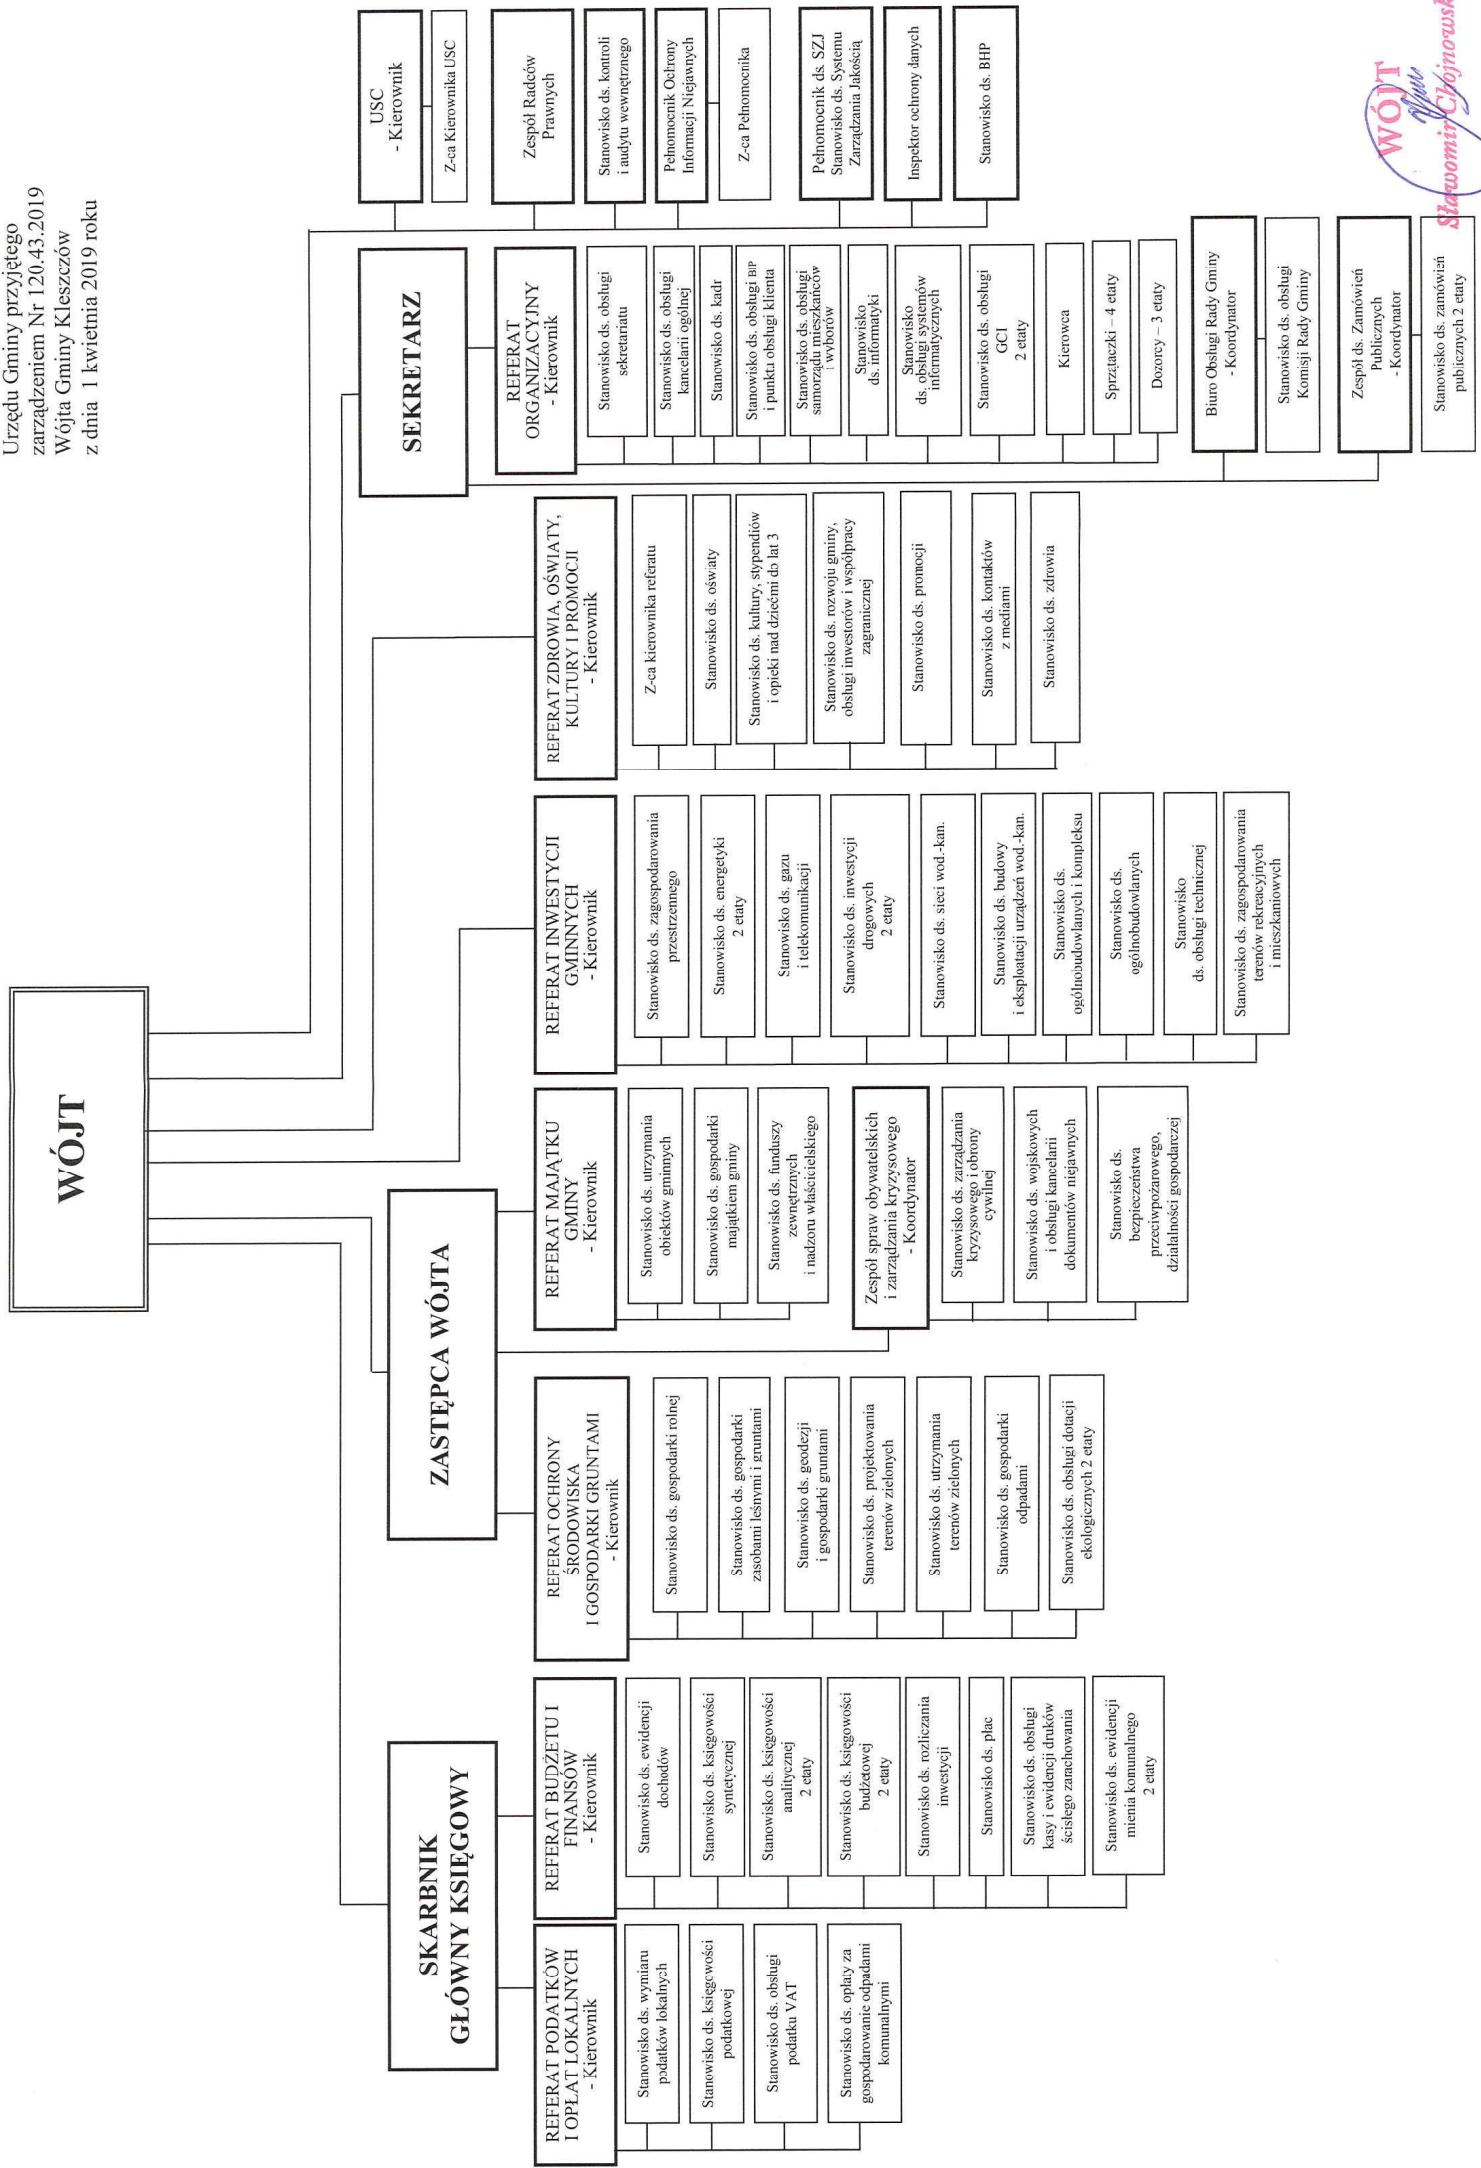 Urzędu Gminy przyjętego
zarządzeniem Nr 120.43.2019
Wójta Gminy Kleszczów
z dnia 1 kwietnia 2019 roku
WÓJT
SKARBNIK
GŁÓWNY KSIĘGOWY
ZASTĘPCA WÓJTA
SEKRETARZ
REFERAT PODATKÓW
I OPŁAT LOKALNYCH
- Kierownik
Stanowisko ds. wymiaru
podatków lokalnych
Stanowisko ds. księgowości
podatkowej
Stanowisko ds. obsługi
podatku VAT
Stanowisko ds. opłaty za
gospodarowanie odpadami
komunalnymi
REFERAT BUDŻETU I
FINANSÓW
- Kierownik
Stanowisko ds. ewidencji
dochodów
Stanowisko ds. księgowości
syntetycznej
Stanowisko ds. księgowości
analitycznej
2 etaty
Stanowisko ds. księgowości
budżetowej
2 etaty
Stanowisko ds. rozliczania
inwestycji
Stanowisko ds. płac
Stanowisko ds. obsługi
kasy i ewidencji druków
ścisłego zarachowania
Stanowisko ds. ewidencji
mienia komunalnego
2 etaty
REFERAT OCHRONY
ŚRODOWISKA
I GOSPODARKI GRUNTAMI
- Kierownik
Stanowisko ds. gospodarki rolnej
Stanowisko ds. gospodarki
zasobami leśnymi i gruntami
Stanowisko ds. geodezji
i gospodarki gruntami
Stanowisko ds. projektowania
terenów zielonych
Stanowisko ds. utrzymania
terenów zielonych
Stanowisko ds. gospodarki
odpadami
Stanowisko ds. obsługi dotacji
ekologicznych 2 etaty
REFERAT MAJĄTKU
GMINY
- Kierownik
Stanowisko ds. utrzymania
obiektów gminnych
Stanowisko ds. gospodarki
majątkiem gminy
Stanowisko ds. funduszy
zewnętrznych
i nadzoru właścicielskiego
Zespół spraw obywatelskich
i zarządzania kryzysowego
- Koordynator
Stanowisko ds. zarządzania
kryzysowego i obrony
cywilnej
Stanowisko ds. wojskowych
i obsługi kancelarii
dokumentów niejawnych
Stanowisko ds.
bezpieczeństwa
przeciwpożarowego,
działalności gospodarczej
REFERAT INWESTYCJI
GMINNYCH
- Kierownik
Stanowisko ds. zagospodarowania
przestrzennego
Stanowisko ds. energetyki
2 etaty
Stanowisko ds. gazu
i telekomunikacji
Stanowisko ds. inwestycji
drogowych
2 etaty
Stanowisko ds. sieci wod.-kan.
Stanowisko ds. budowy
i eksploatacji urządzeń wod.-kan.
Stanowisko ds.
ogólnobudowlanych i kompleksu
Stanowisko ds.
ogólnobudowlanych
Stanowisko
ds. obsługi technicznej
Stanowisko ds. zagospodarowania
terenów rekreacyjnych
i mieszkaniowych
REFERAT ZDROWIA, OŚWIATY,
KULTURY I PROMOCJI
- Kierownik
Z-ca kierownika referatu
Stanowisko ds. oświaty
Stanowisko ds. kultury, stypendiów
i opieki nad dziećmi do lat 3
Stanowisko ds. rozwoju gminy,
obsługi inwestorów i współpracy
zagranicznej
Stanowisko ds. promocji
Stanowisko ds. kontaktów
z mediami
Stanowisko ds. zdrowia
REFERAT
ORGANIZACYJNY
- Kierownik
Stanowisko ds. obsługi
sekretariatu
Stanowisko ds. obsługi
kancelarii ogólnej
Stanowisko ds. kadr
Stanowisko ds. obsługi BIP
i punktu obsługi klienta
Stanowisko ds. obsługi
samorządu mieszkańców
i wyborów
Stanowisko
ds. informatyki
Stanowisko
ds. obsługi systemów
informatycznych
Stanowisko ds. obsługi
GCI
2 etaty
Kierowca
Sprzątaczki – 4 etaty
Dozorcy – 3 etaty
Biuro Obsługi Rady Gminy
- Koordynator
Stanowisko ds. obsługi
Komisji Rady Gminy
Zespół ds. Zamówień
Publicznych
- Koordynator
Stanowisko ds. zamówień
publicznych 2 etaty
USC
- Kierownik
Z-ca Kierownika USC
Zespół Radców
Prawnych
Stanowisko ds. kontroli
i audytu wewnętrznego
Pełnomocnik Ochrony
Informacji Niejawnych
Z-ca Pełnomocnika
Pełnomocnik ds. SZJ
Stanowisko ds. Systemu
Zarządzania Jakością
Inspektor ochrony danych
Stanowisko ds. BHP
WÓJT
Sławomir Chojnowski